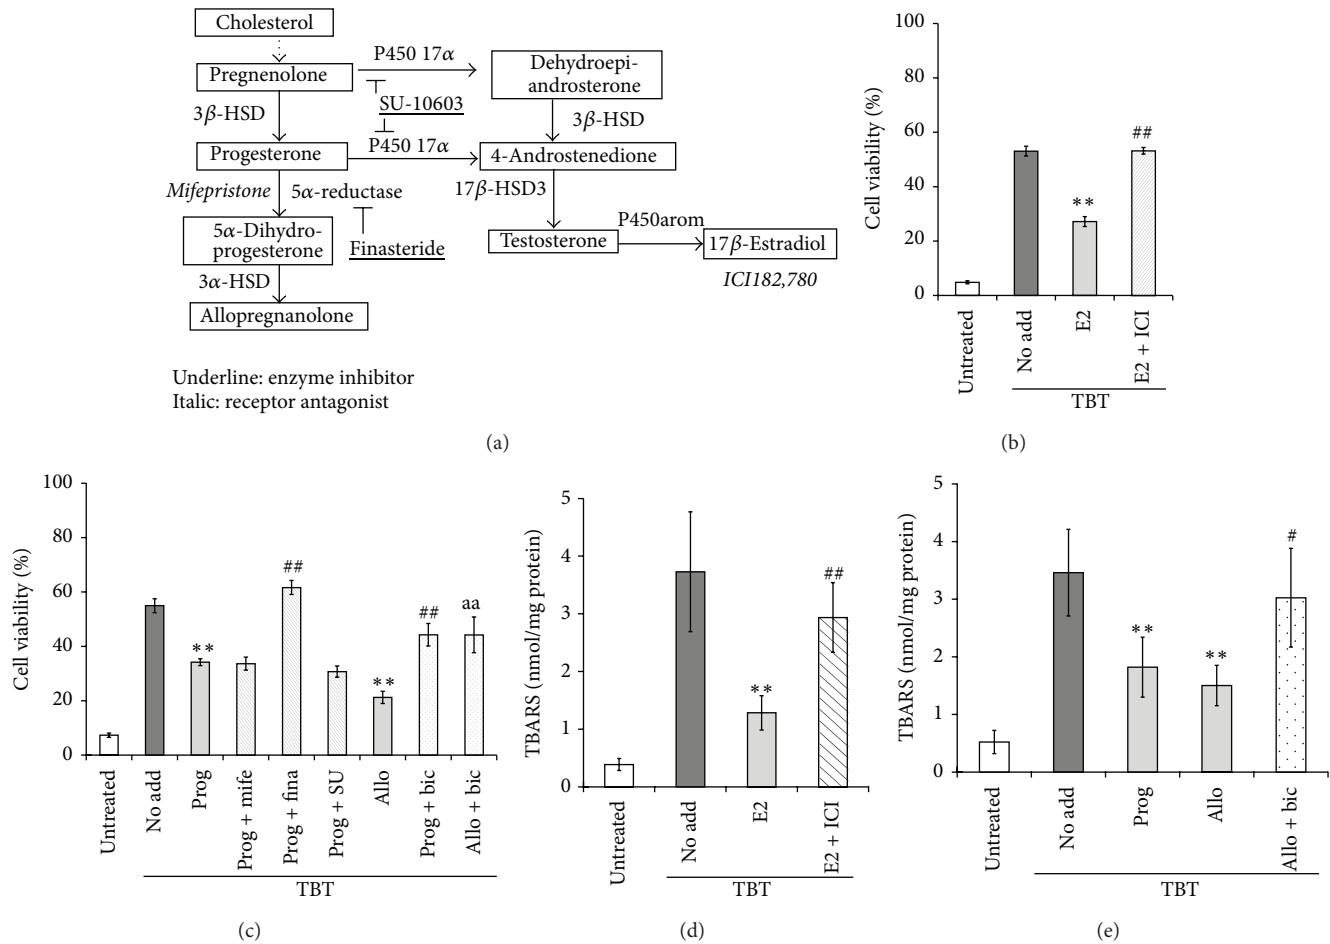 Cholesterol
P450 17α
Pregnenolone
Dehydroepi-
androsterone
SU-10603
3β-HSD
3β-HSD
P450 17α
Progesterone
4-Androstenedione
Mifepristone
5α-reductase
17β-HSD3
5α-Dihydro-
progesterone
Finasteride
P450arom
Testosterone
17β-Estradiol
3α-HSD
ICI182,780
Allopregnanolone
Underline: enzyme inhibitor
Italic: receptor antagonist
(a)
Cell viability (%)
100
80
60
40
20
0
**
##
Untreated
No add
E2
E2 + ICI
TBT
(b)
Cell viability (%)
100
80
60
40
20
0
**
##
**
##
aa
Untreated
No add
Prog
Prog + mife
Prog + fina
Prog + SU
Allo
Prog + bic
Allo + bic
TBT
(c)
TBARS (nmol/mg protein)
5
4
3
2
1
0
**
##
Untreated
No add
E2
E2 + ICI
TBT
(d)
TBARS (nmol/mg protein)
5
4
3
2
1
0
**
**
#
Untreated
No add
Prog
Allo
Allo + bic
TBT
(e)